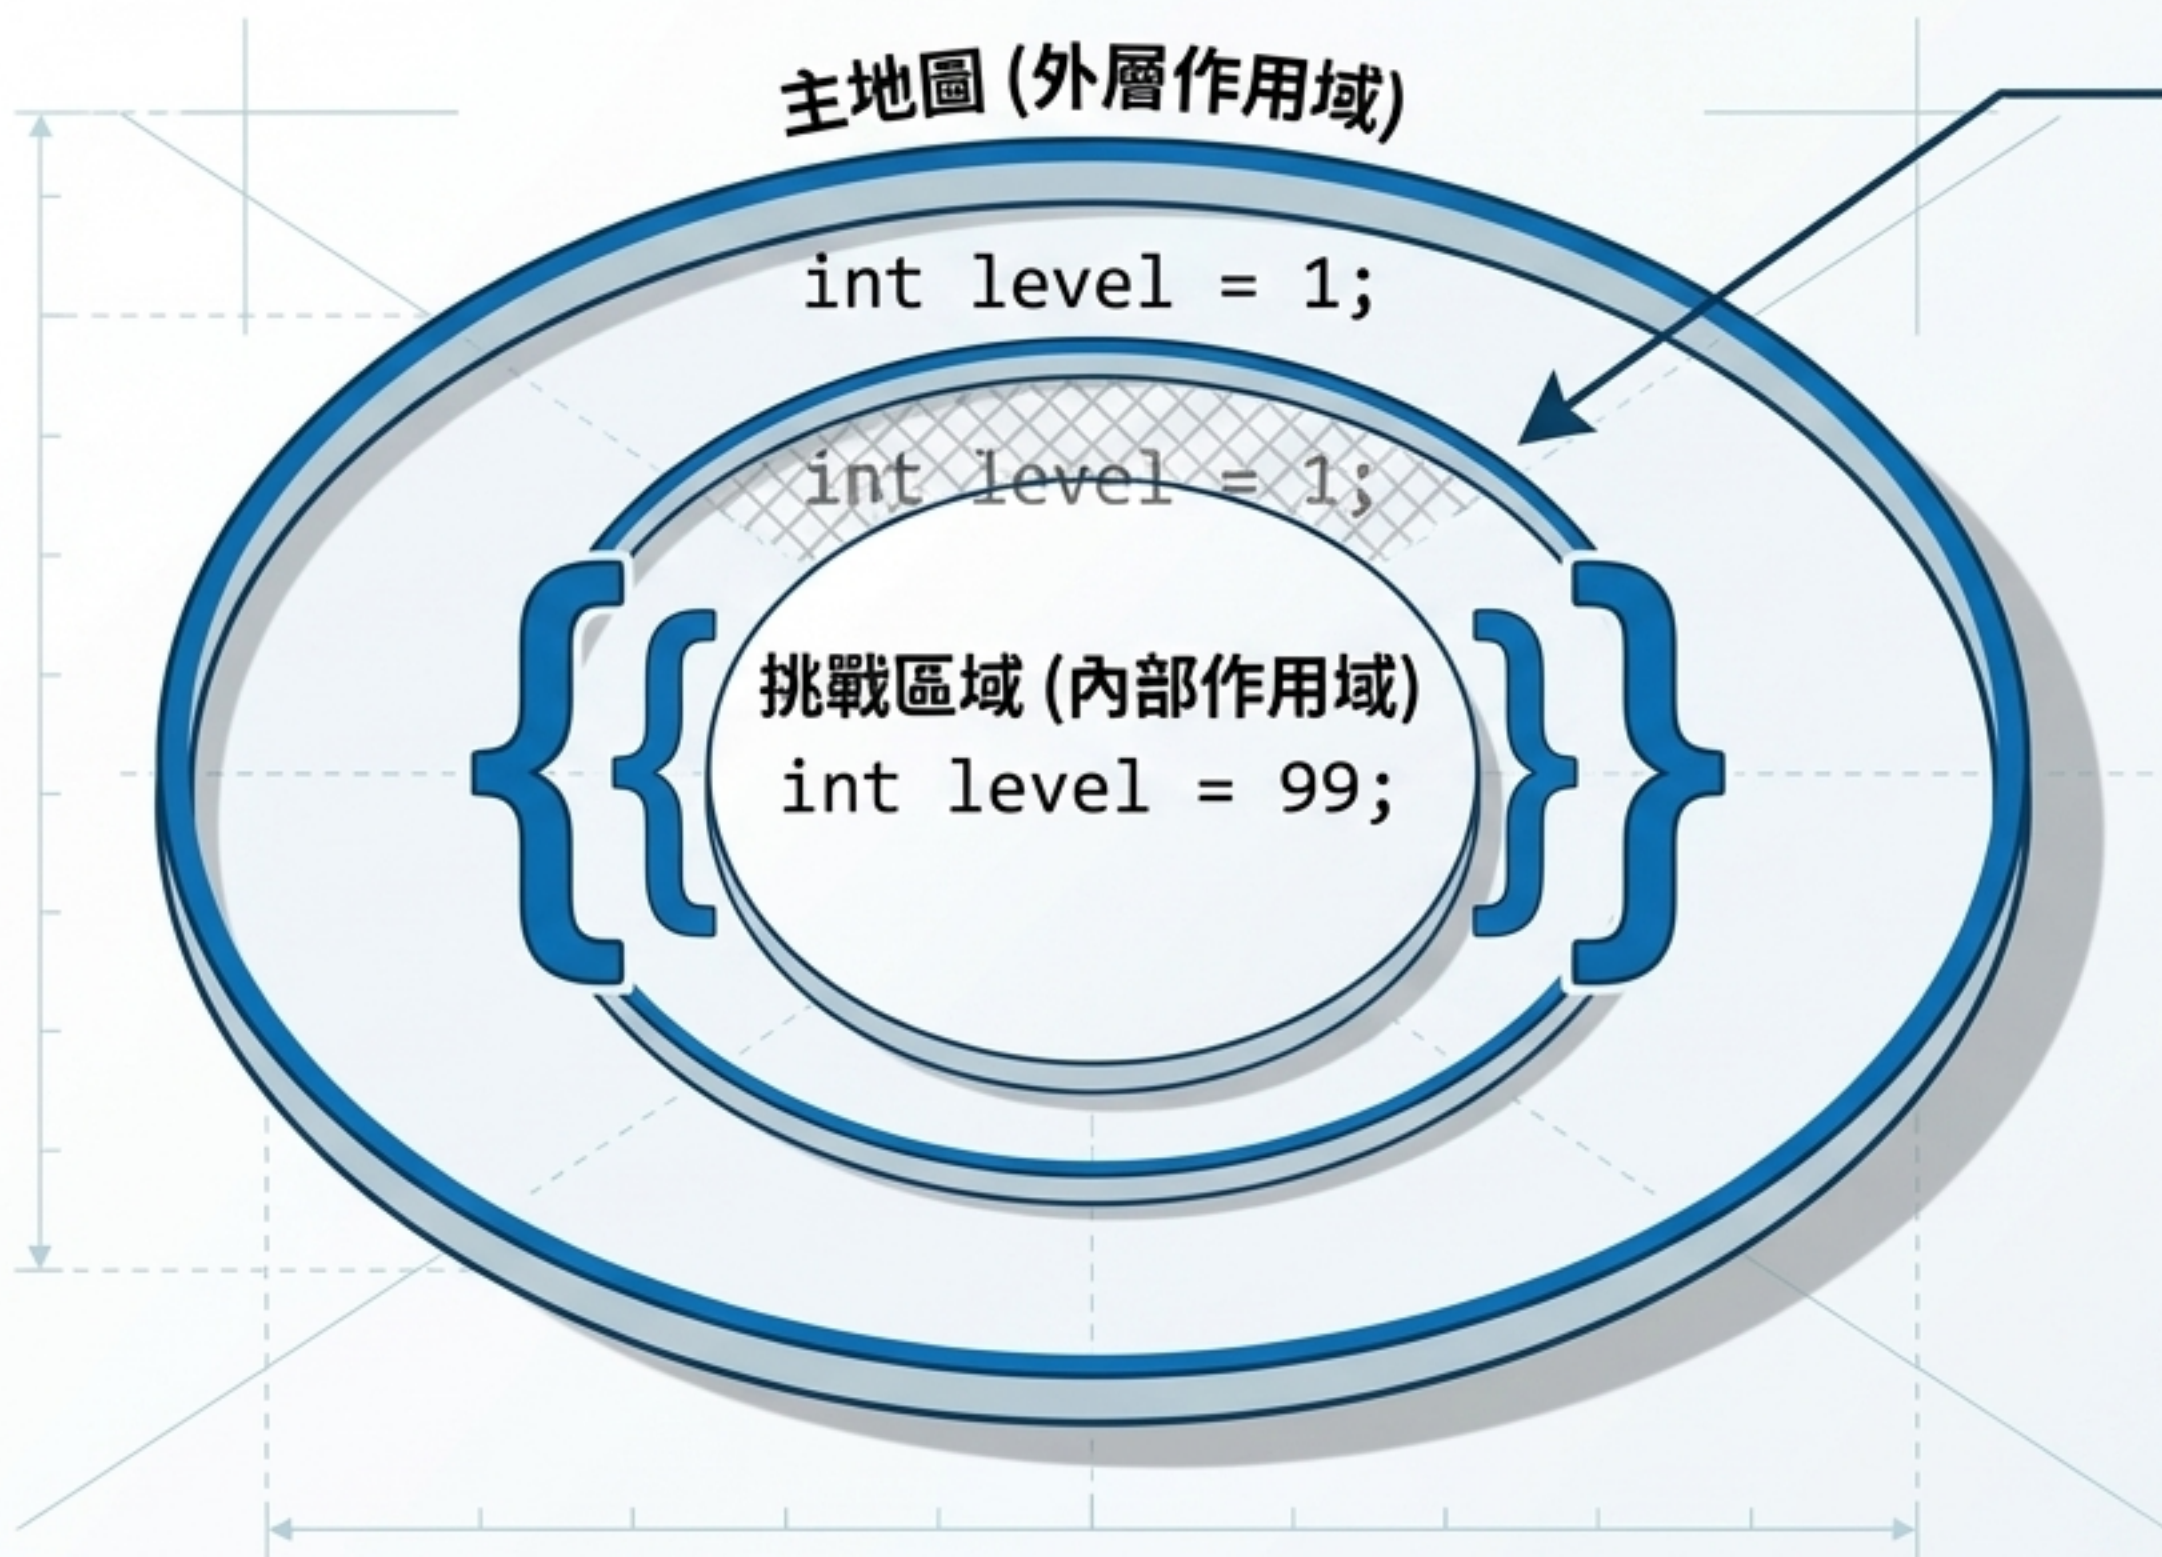 主地圖 (外層作用域)
int level = 1;
int level = 1;
{ { } }
挑戰區域 (內部作用域)
int level = 99;